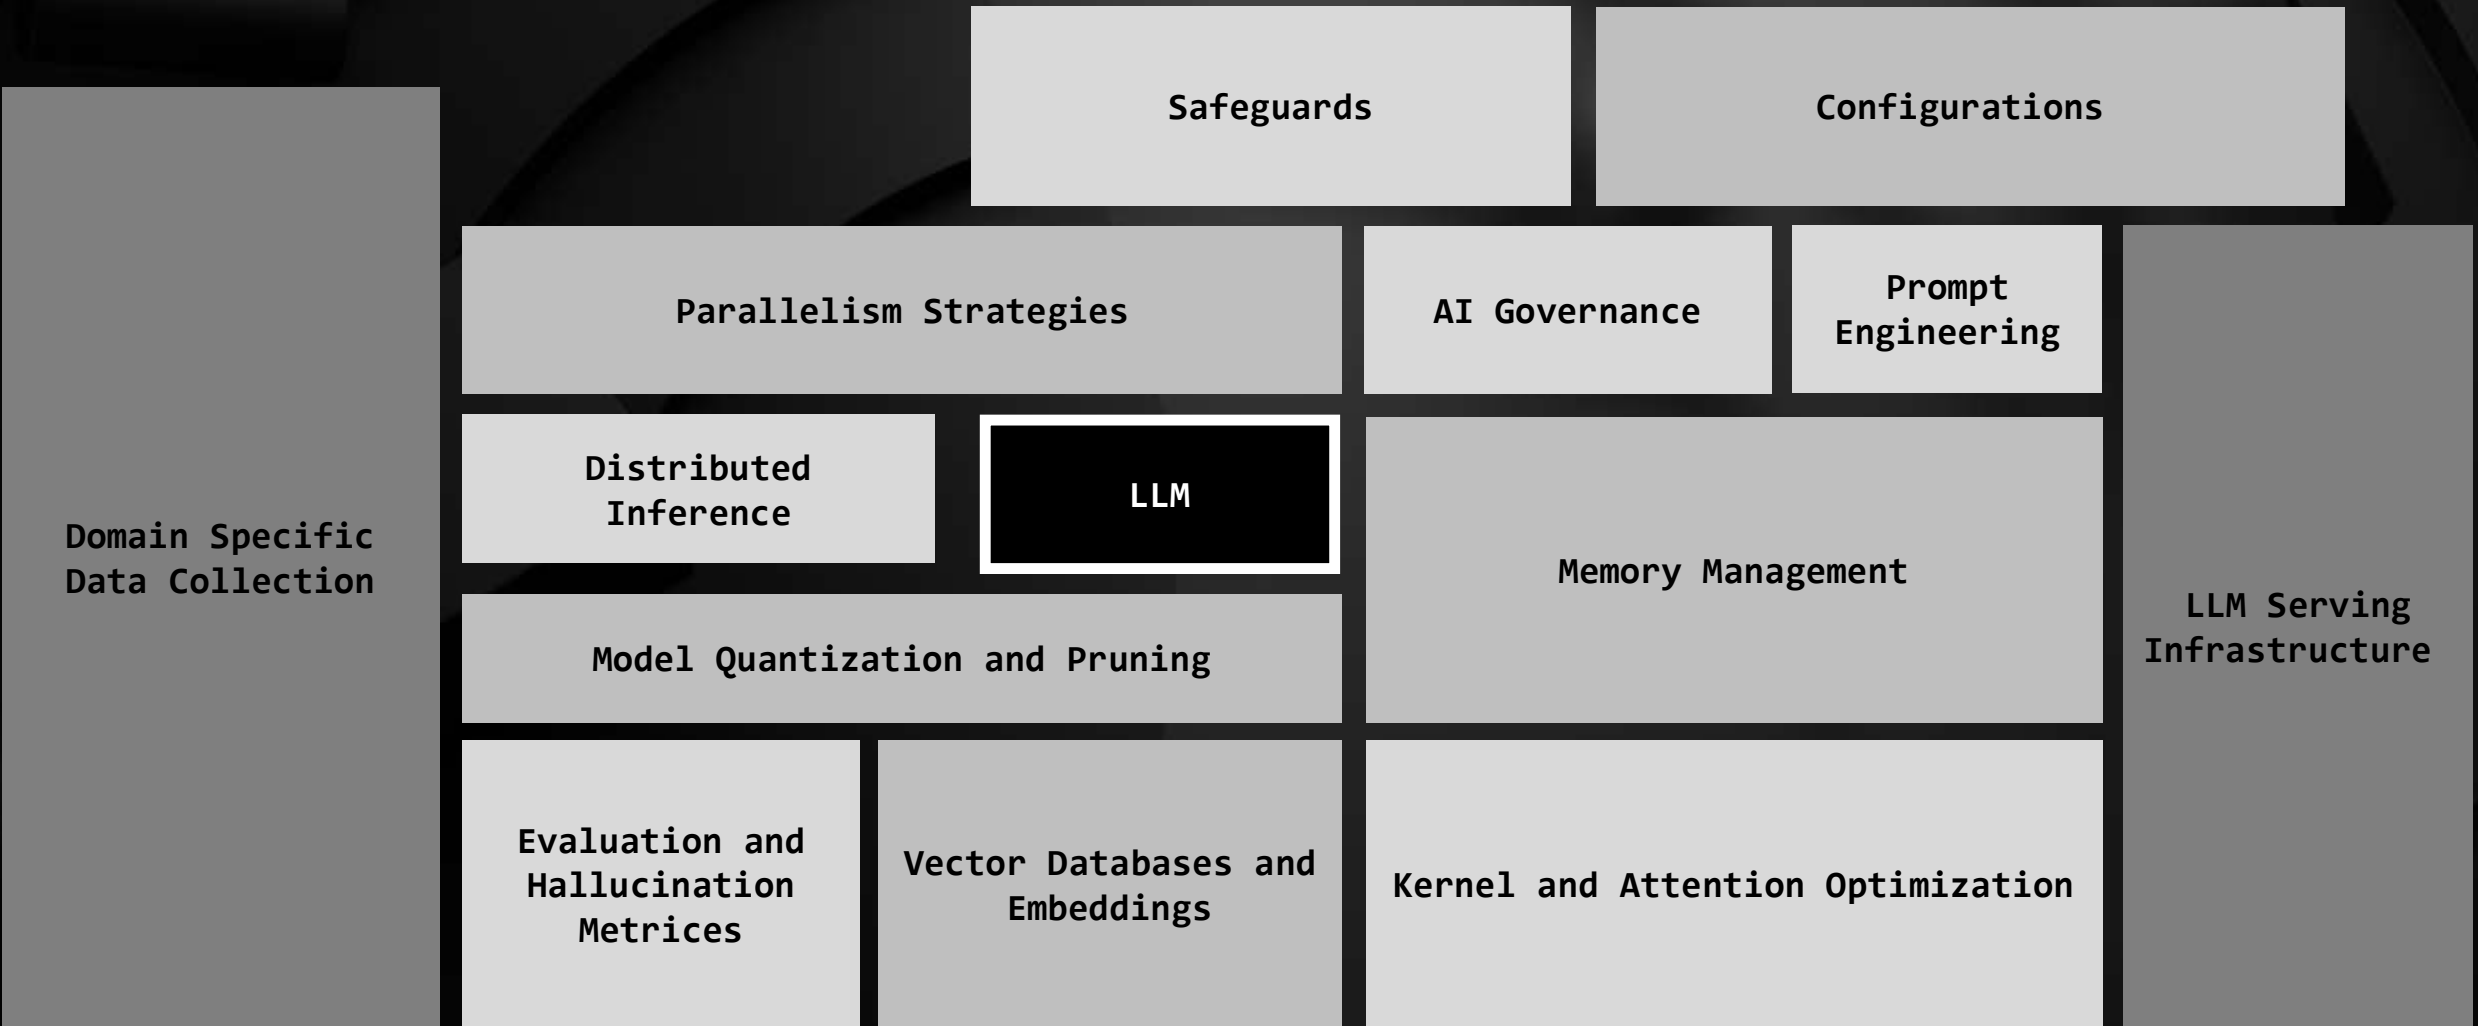 Safeguards
Configurations
Parallelism Strategies
AI Governance
Prompt
Engineering
Distributed
Inference
LLM
Domain Specific
Data Collection
Memory Management
LLM Serving
Infrastructure
Model Quantization and Pruning
Evaluation and
Hallucination
Metrices
Vector Databases and
Embeddings
Kernel and Attention Optimization